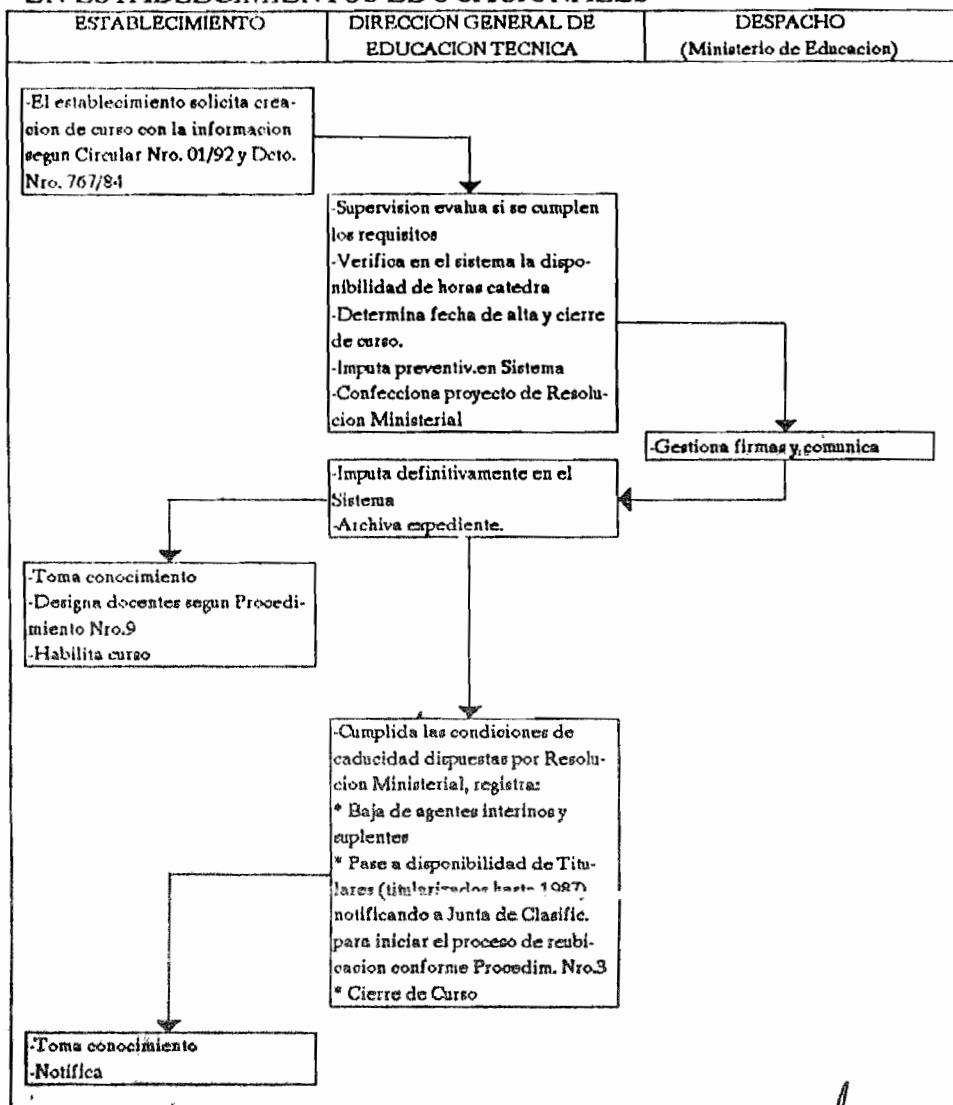 EN ESTABLECIMIENTOS EDUCACIONALES
ESTABLECIMIENTO
DIRECCION GENERAL DE
EDUCACION TECNICA
DESPACHO
(Ministerio de Educacion)
-El establecimiento solicita crea-
cion de curso con la informacion
segun Circular Nro. 01/92 y Dcto.
Nro. 767/84
-Supervision evalua si se cumplen
los requisitos
-Verifica en el sistema la dispo-
nibilidad de horas catedra
-Determina fecha de alta y cierre
de curso.
-Imputa preventiv.en Sistema
-Confecciona proyecto de Resolu-
cion Ministerial
-Gestiona firmas y comunica
-Imputa definitivamente en el
Sistema
-Archiva expediente.
-Toma conocimiento
-Designa docentes segun Procedi-
miento Nro.9
-Habilita curso
-Cumplida las condiciones de
caducidad dispuestas por Resolu-
cion Ministerial, registra:
* Baja de agentes interinos y
suplentes
* Pase a disponibilidad de Titu-
lares (titularizados hasta 1987)
notificando a Junta de Clasific.
para iniciar el proceso de reubi-
cacion conforme Procedim. Nro.3
* Cierre de Curso
-Toma conocimiento
-Notifica